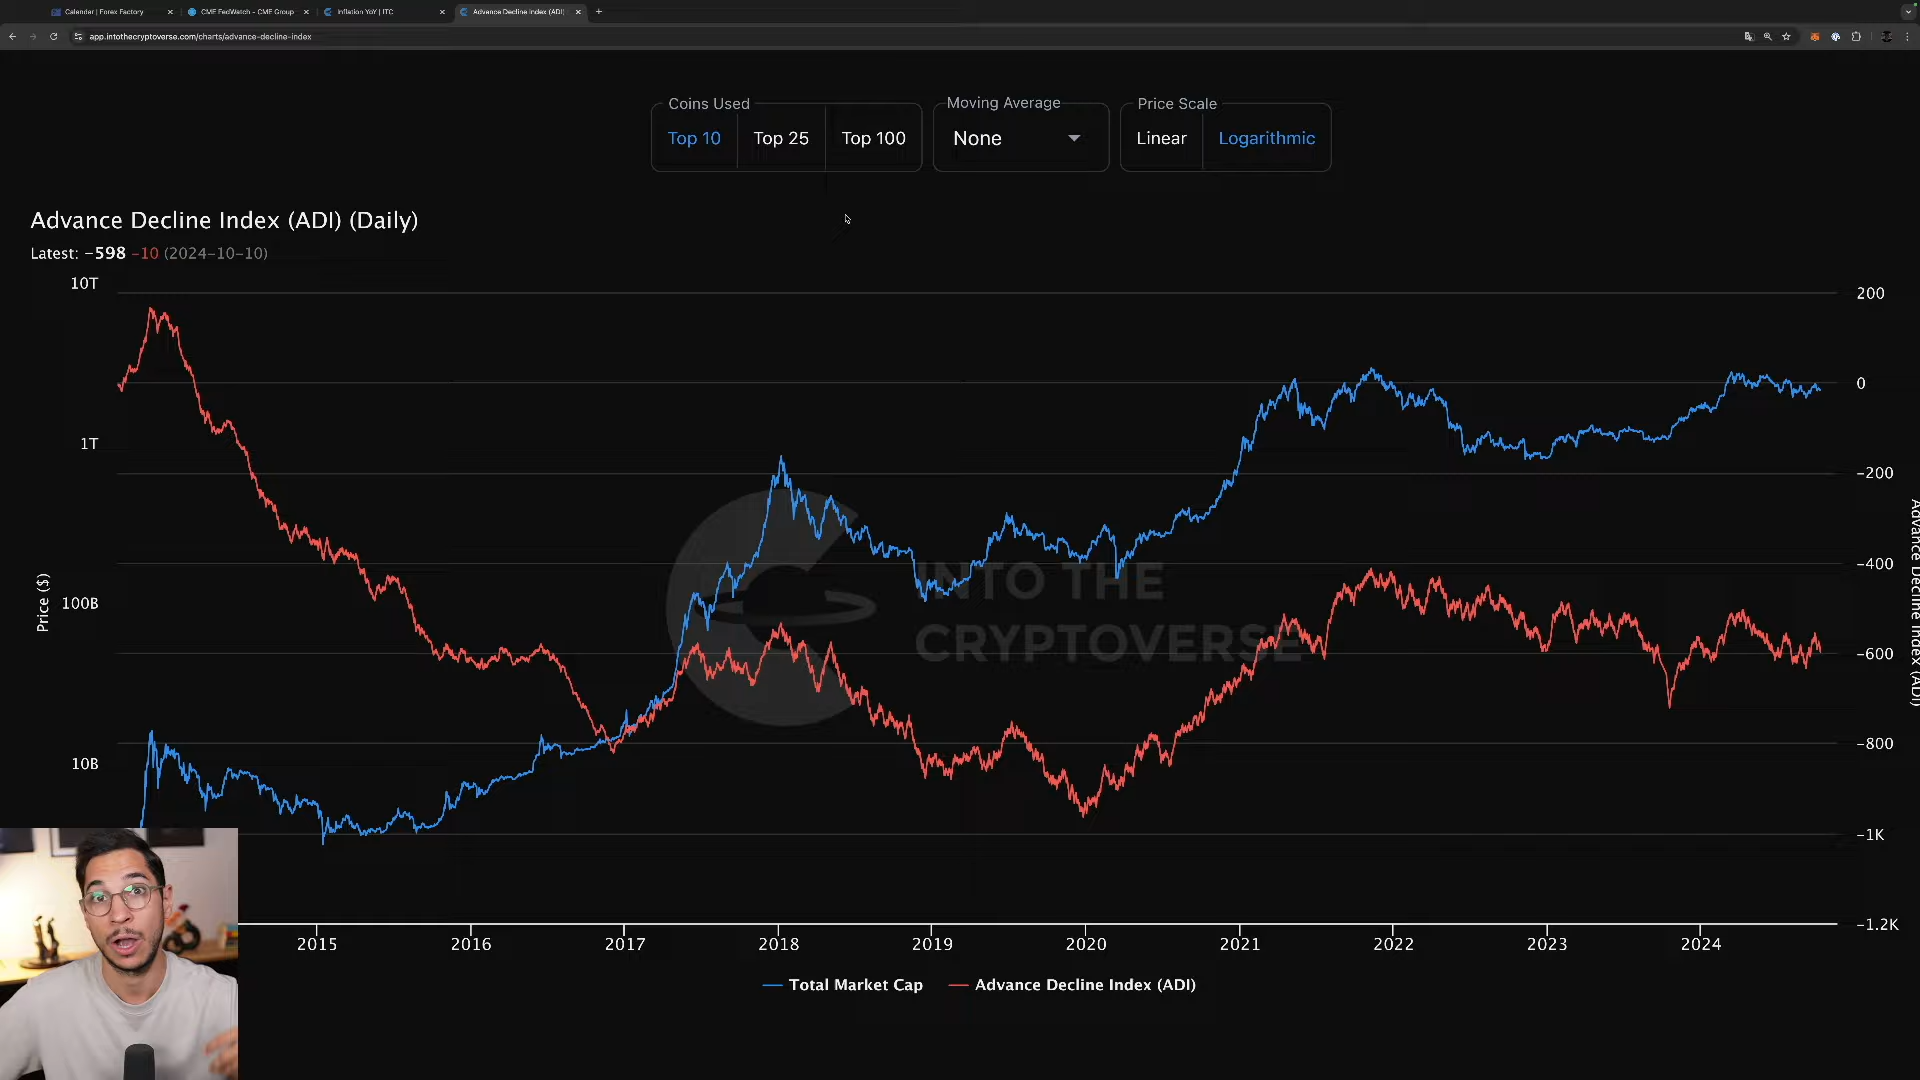 Calendar | Forex Factory
CME FedWatch - CME Group
Inflation YoY | ITC
Advance Decline Index (ADI)
app.intothecryptoverse.com/charts/advance-decline-index
Coins Used
Top 10
Top 25
Top 100
Moving Average
None
Price Scale
Linear
Logarithmic
Advance Decline Index (ADI) (Daily)
Latest: -598 -10 (2024-10-10)
10T
1T
100B
10B
Price ($)
200
0
-200
-400
-600
-800
-1K
-1.2K
Advance Decline Index (ADI)
INTO THE
CRYPTOVERSE
2015
2016
2017
2018
2019
2020
2021
2022
2023
2024
Total Market Cap
Advance Decline Index (ADI)